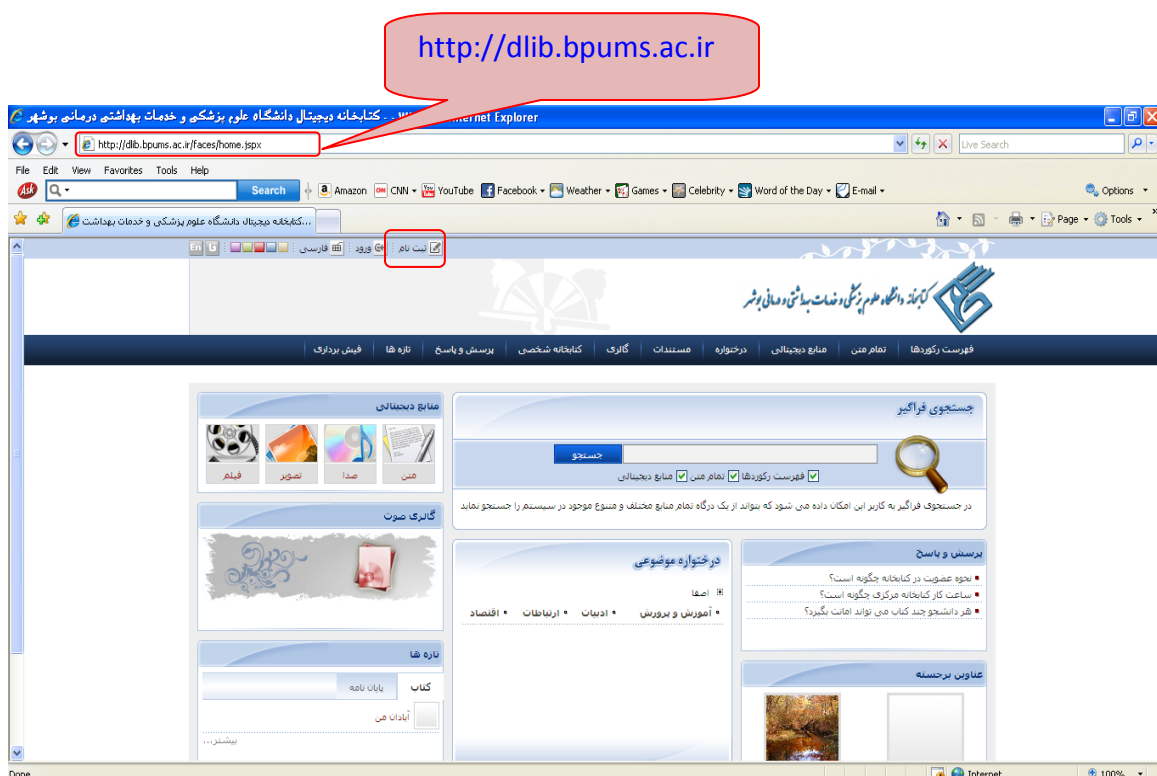 http://dlib.bpums.ac.ir
کتابخانه دیجیتال دانشگاه علوم پزشکی و خدمات بهداشتی درمانی بوشهر - - W
ernet Explorer
http://dlib.bpums.ac.ir/faces/home.jspx
Live Search
File Edit View Favorites Tools Help
Ask Search Amazon CNN YouTube Facebook Weather Games Celebrity Word of the Day E-mail Options
کتابخانه دیجیتال دانشگاه علوم پزشکی و خدمات بهداشت...
Page Tools »
ثبت نام ورود فارسی En
کتابخانه دانشگاه علوم پزشکی و خدمات بهداشتی و درمانی بوشهر
فهرست رکوردها تمام متن منابع دیجیتالی درختواره مستندات گالری کتابخانه شخصی پرسش و پاسخ تازه ها فیش برداری
جستجوی فراگیر
جستجو
فهرست رکوردها تمام متن منابع دیجیتالی
در جستجوی فراگیر به کاربر این امکان داده می شود که بتواند از یک درگاه تمام منابع مختلف و متنوع موجود در سیستم را جستجو نماید
منابع دیجیتالی
متن صدا تصویر فیلم
گالری صوت
پرسش و پاسخ
نحوه عضویت در کتابخانه چگونه است؟
ساعت کار کتابخانه مرکزی چگونه است؟
هر دانشجو چند کتاب می تواند امانت بگیرد؟
درختواره موضوعی
اصفا
آموزش و پرورش ادبیات ارتباطات اقتصاد
تازه ها
کتاب پایان نامه
آبادان من
بیشتر...
عناوین برجسته
Done Internet 100%